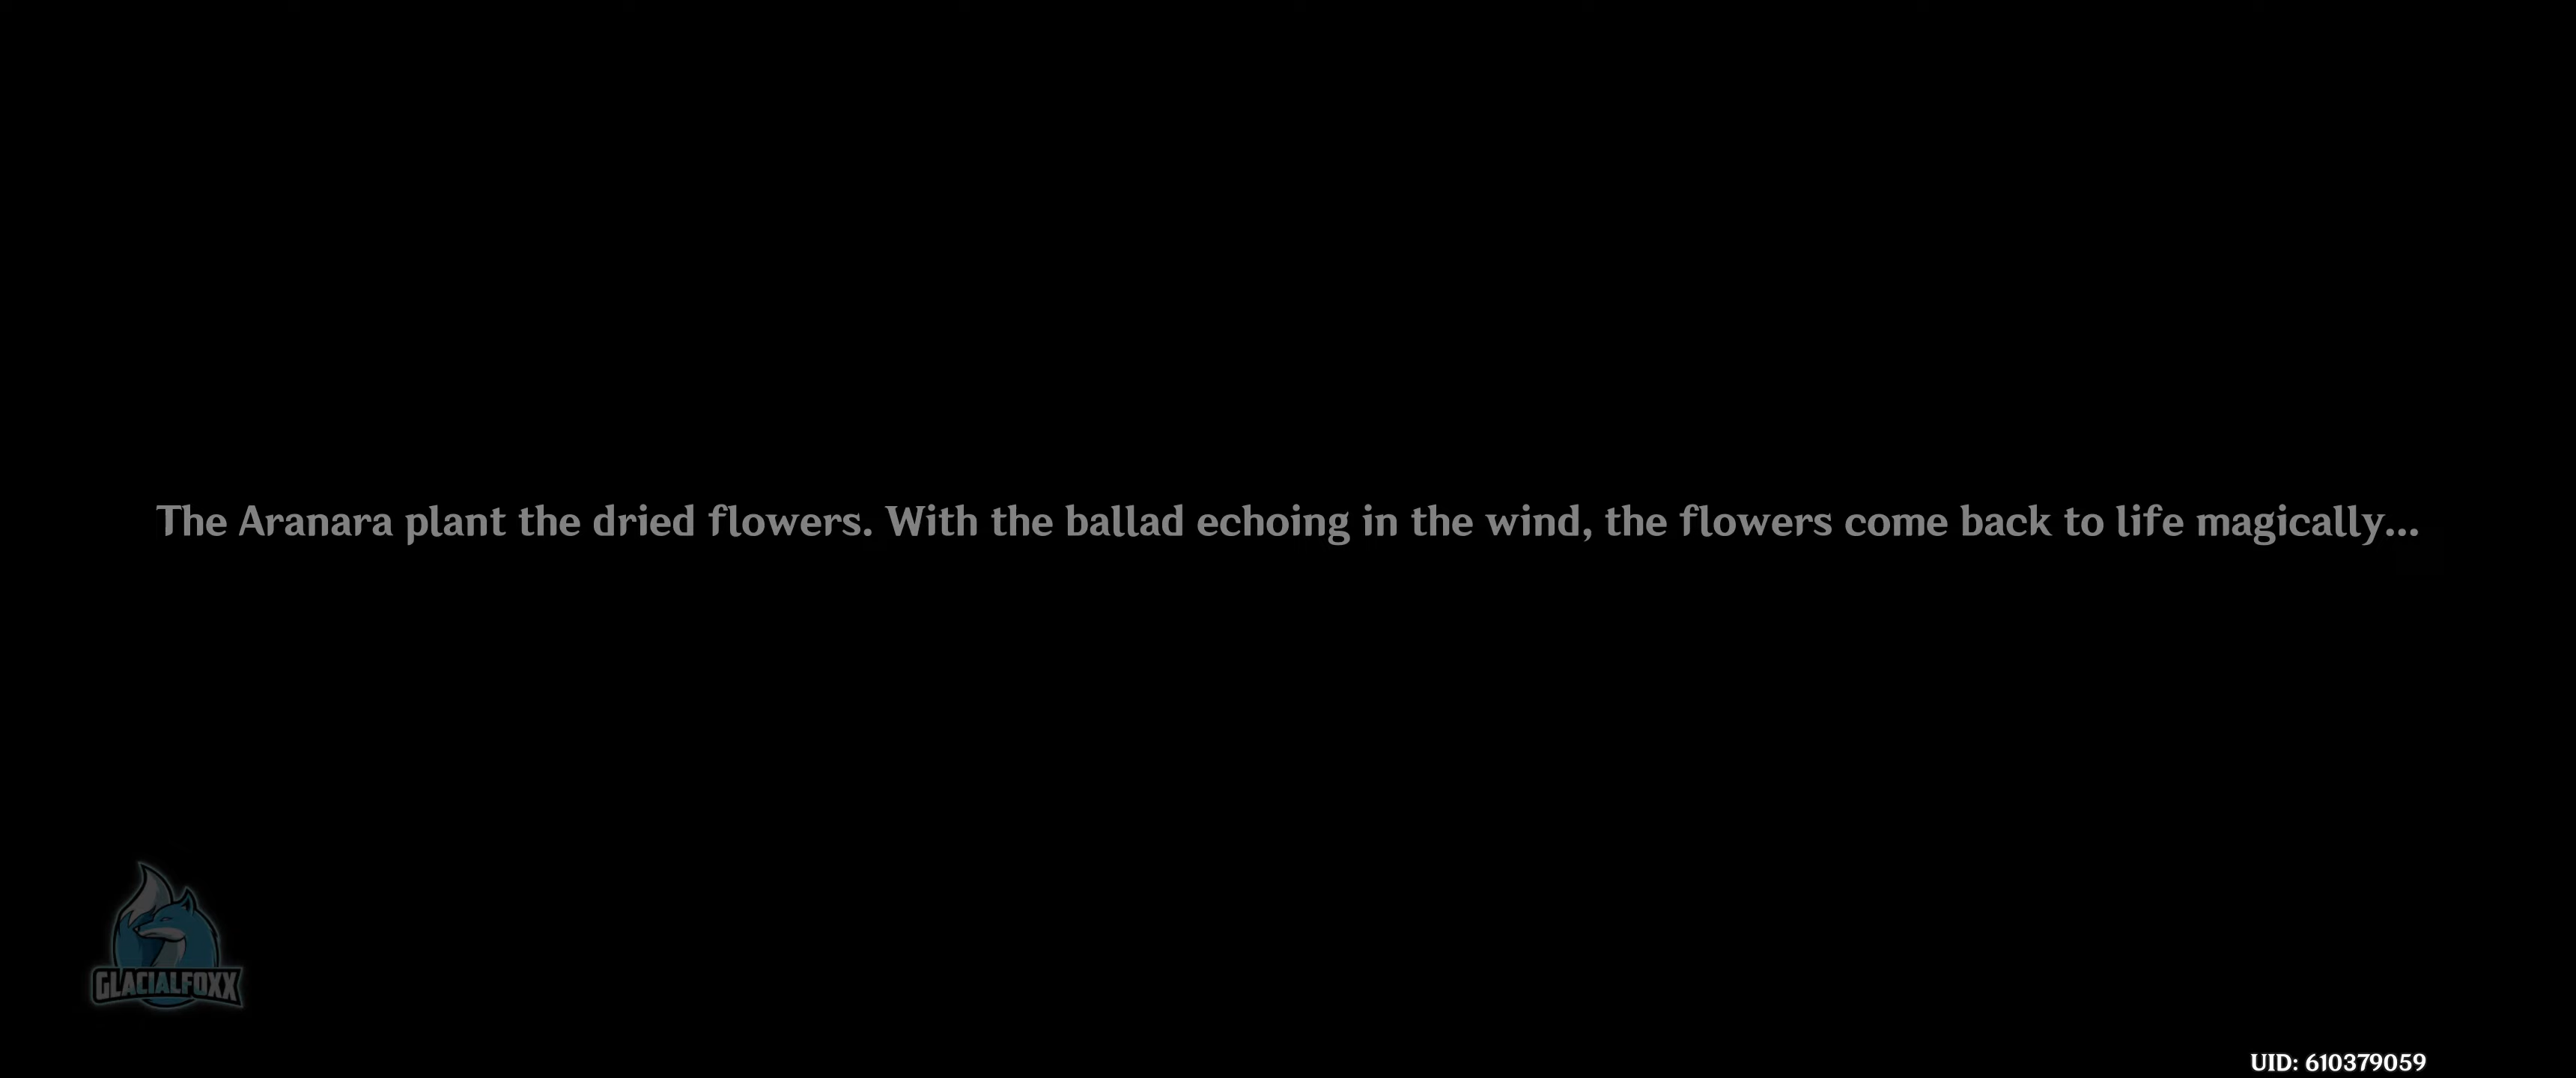 The Aranara plant the dried flowers. With the ballad echoing in the wind, the flowers come back to life magically...
GLACIALFOXX
UID: 610379059